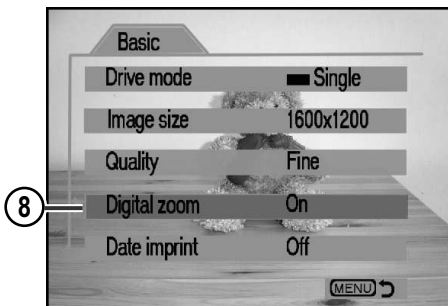 Basic
Drive mode Single
Image size 1600x1200
Quality Fine
8 Digital zoom On
Date imprint Off
MENU